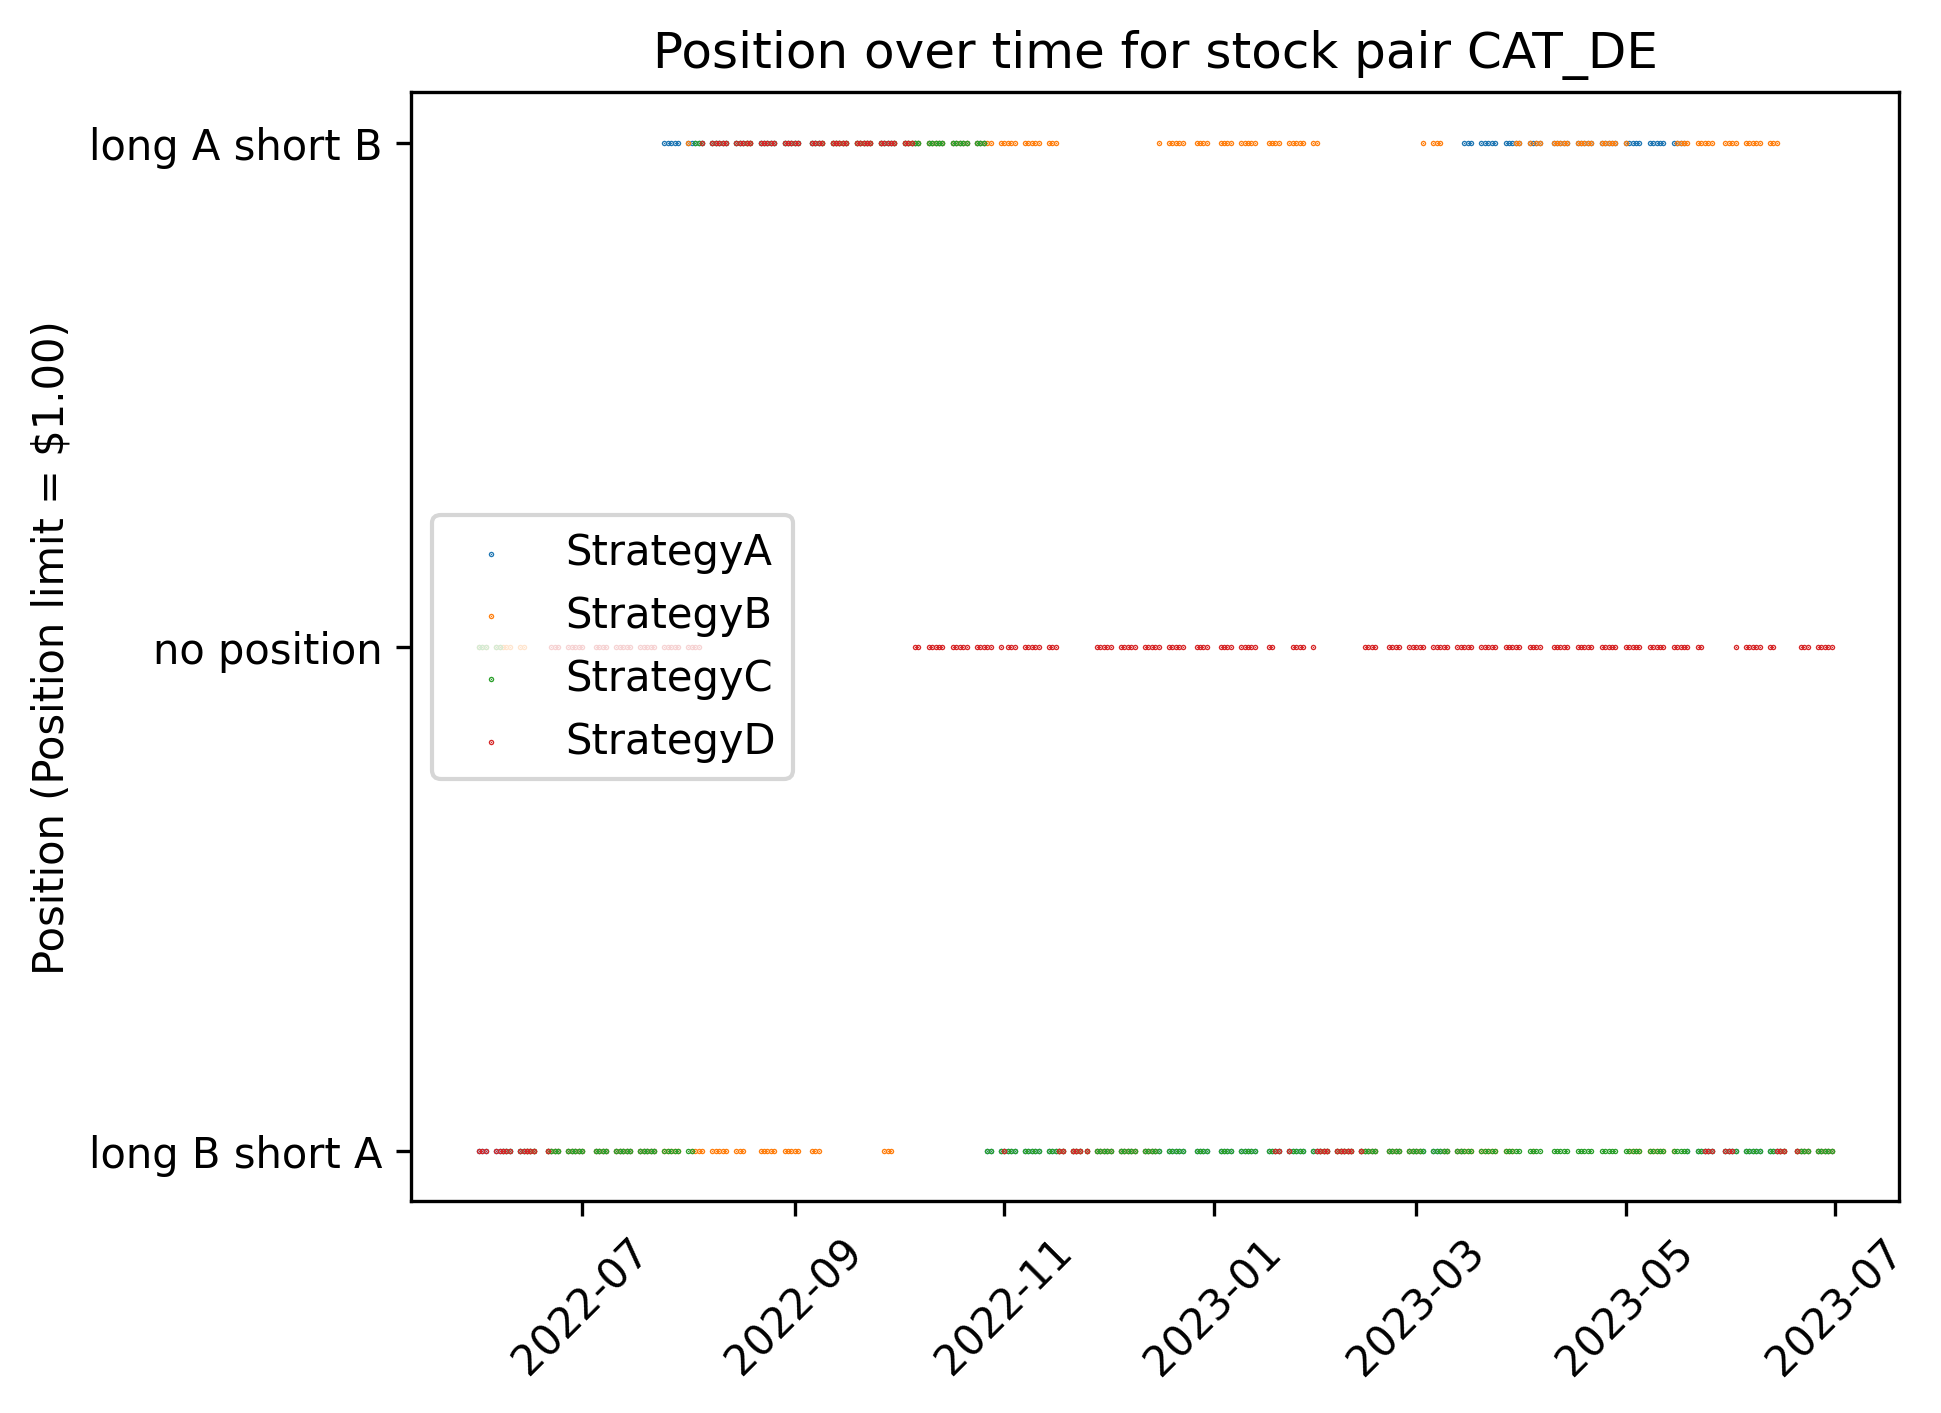 Position over time for stock pair CAT_DE
Position (Position limit = $1.00)
long A short B
no position
long B short A
StrategyA
StrategyB
StrategyC
StrategyD
2022-07
2022-09
2022-11
2023-01
2023-03
2023-05
2023-07